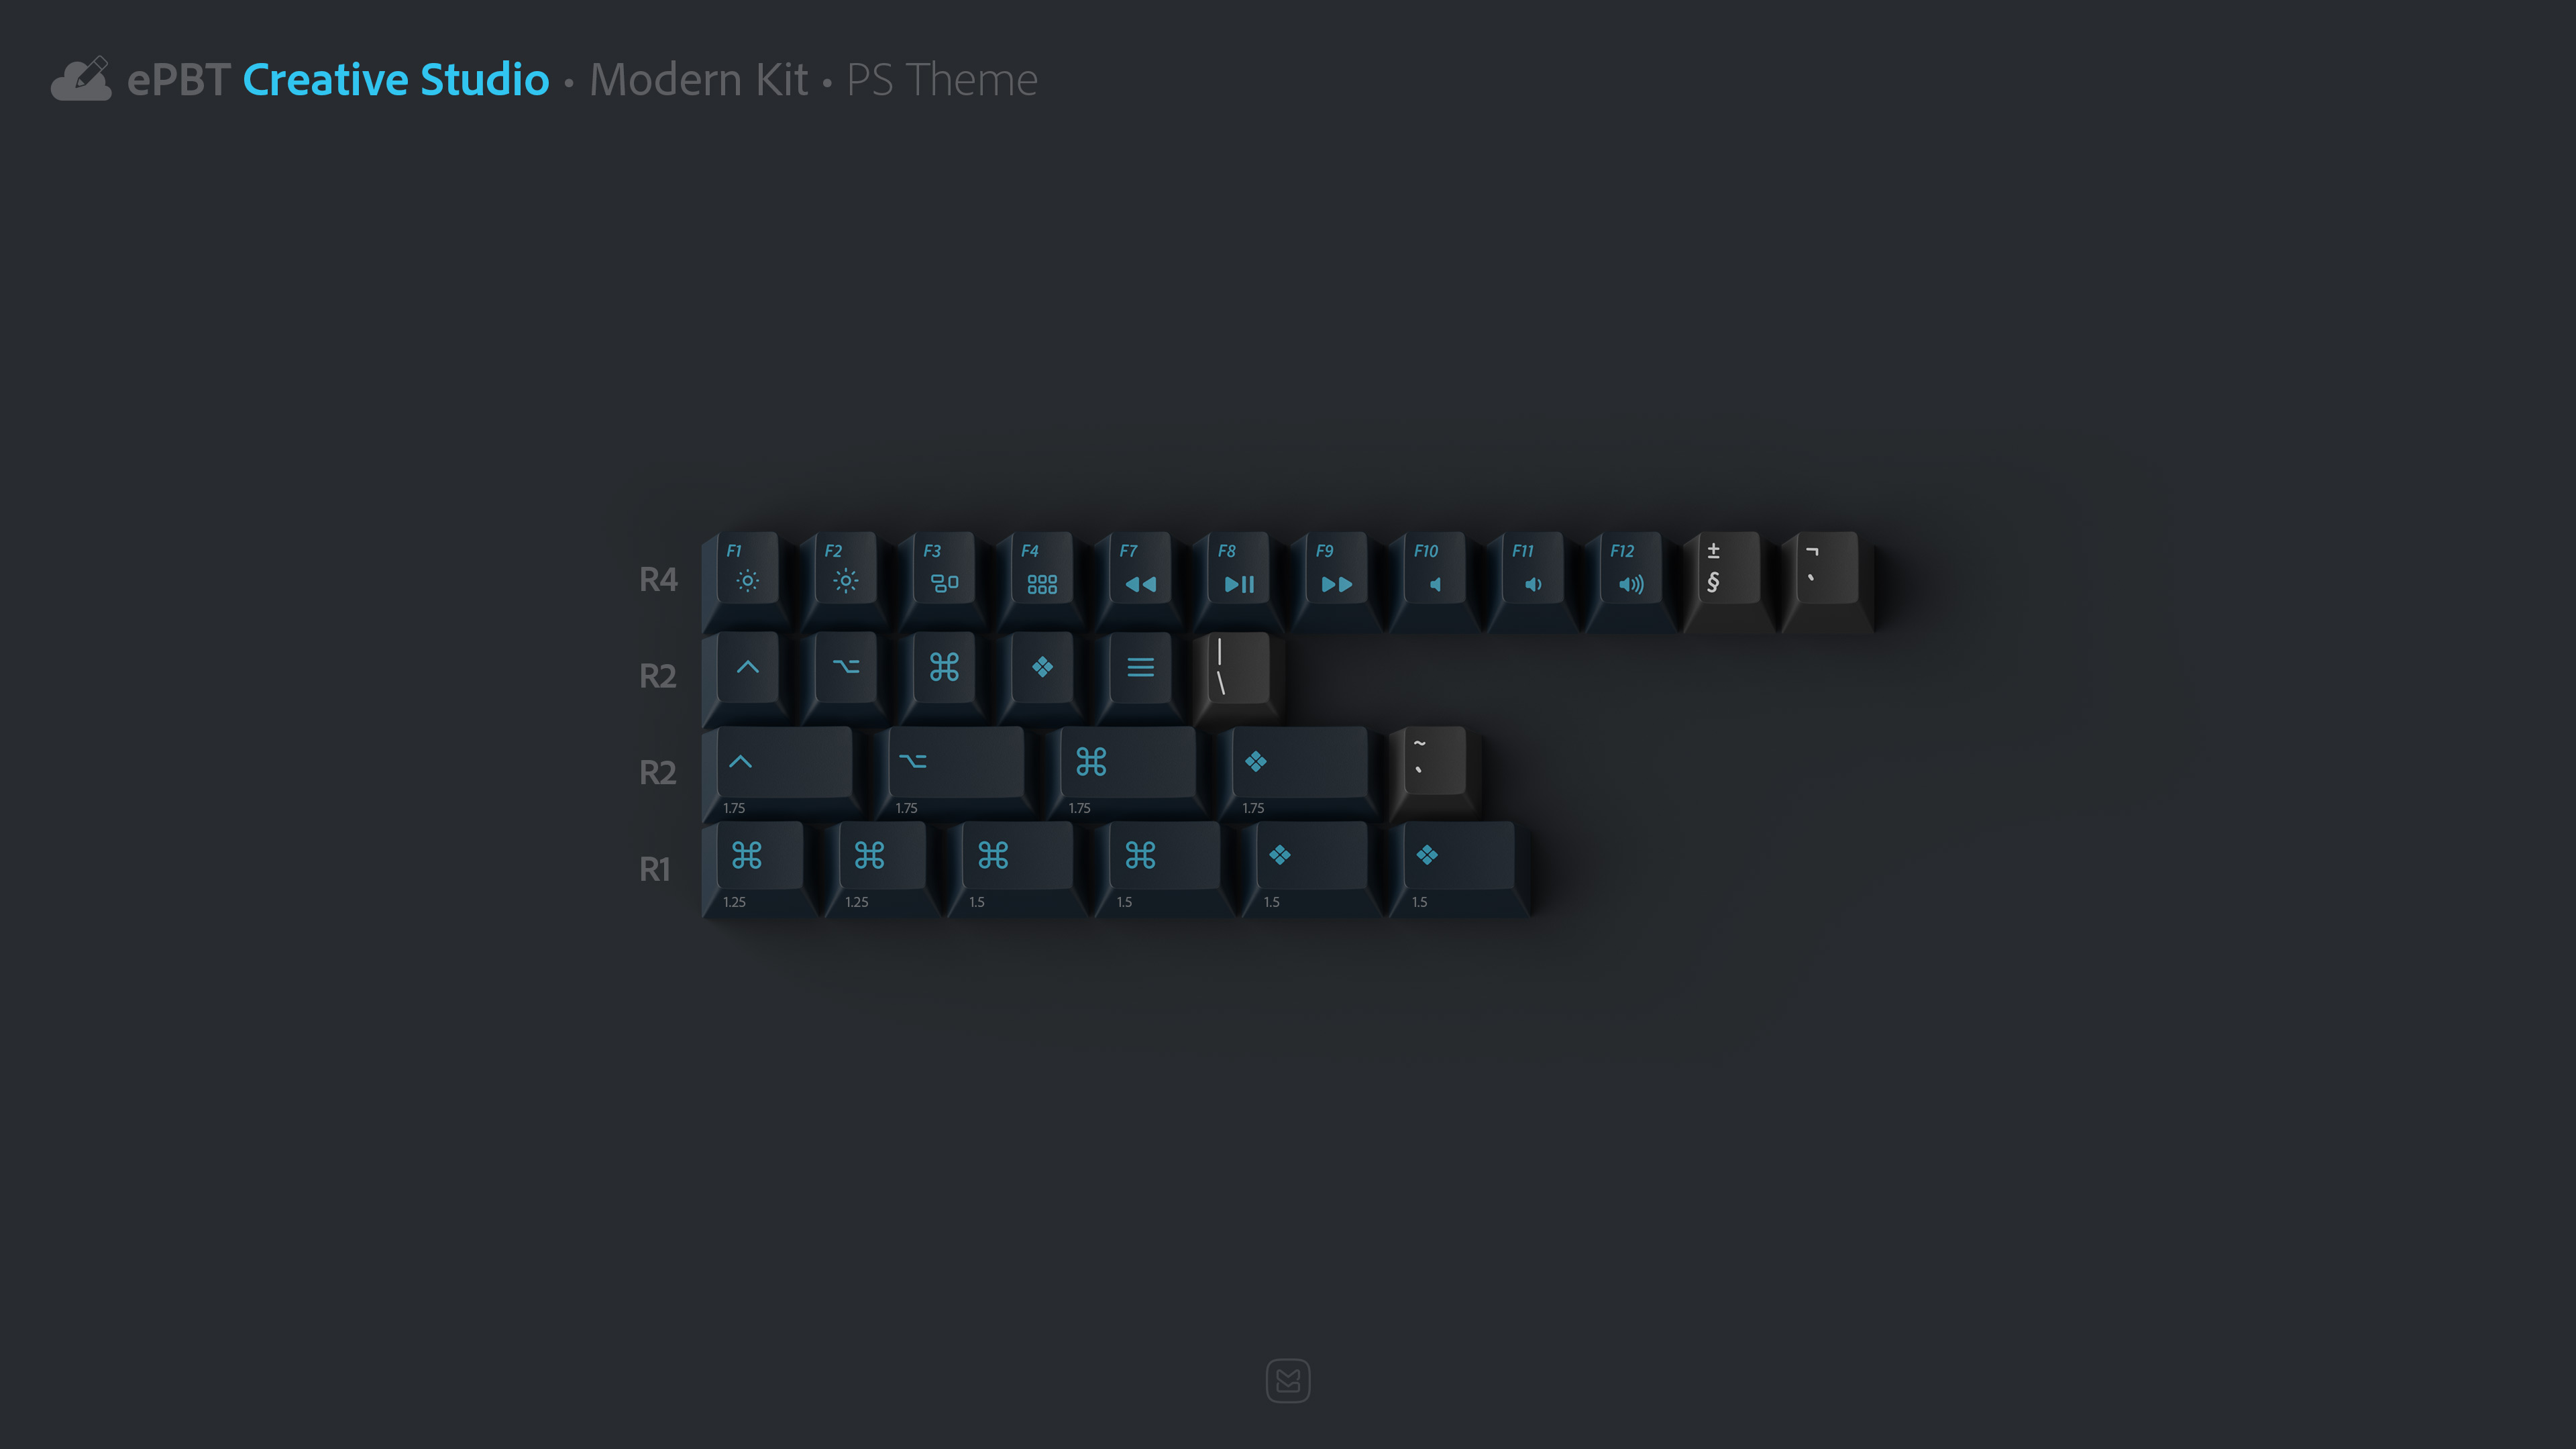 ePBT Creative Studio • Modern Kit • PS Theme
R4 F1 F2 F3 F4 F7 F8 F9 F10 F11 F12 ± ¬
§ `
R2 ^ ⌥ ⌘ ❖ ≡ |
\
R2 ^ ⌥ ⌘ ❖ ~
`
1.75 1.75 1.75 1.75
R1 ⌘ ⌘ ⌘ ⌘ ❖ ❖
1.25 1.25 1.5 1.5 1.5 1.5